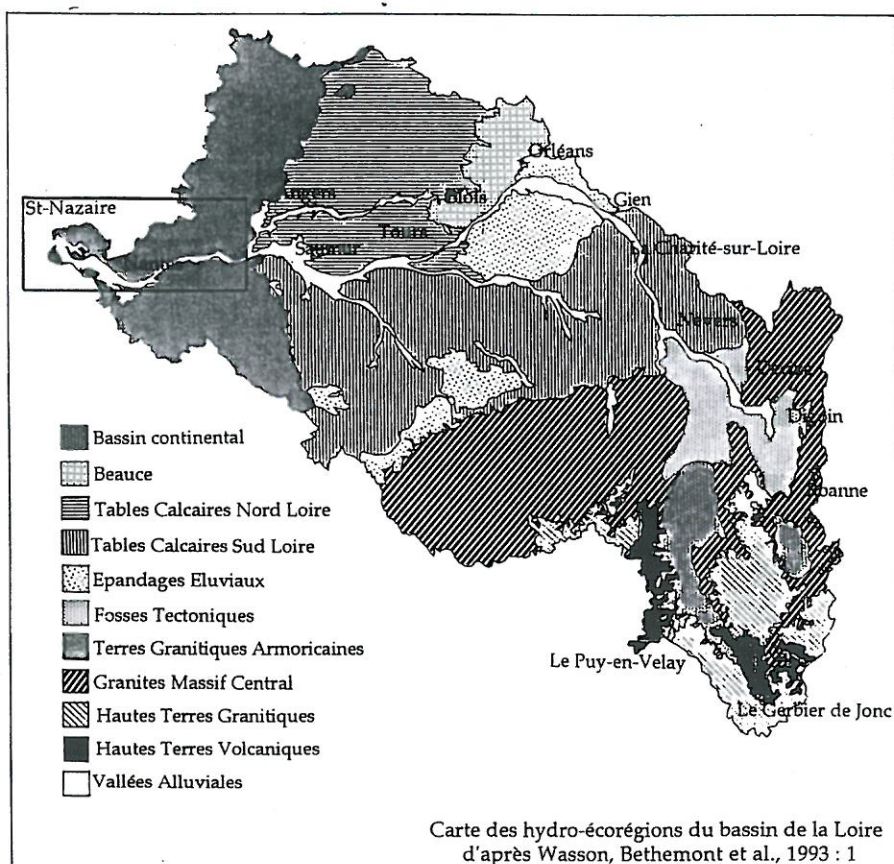 St-Nazaire
Angers
Saumur
Tours
Blois
Orléans
Gien
La Charité-sur-Loire
Nevers
Decize
Digoin
Roanne
Le Puy-en-Velay
Le Gerbier de Jonc
Bassin continental
Beauce
Tables Calcaires Nord Loire
Tables Calcaires Sud Loire
Epandages Eluviaux
Fosses Tectoniques
Terres Granitiques Armoricaines
Granites Massif Central
Hautes Terres Granitiques
Hautes Terres Volcaniques
Vallées Alluviales
Carte des hydro-écorégions du bassin de la Loire
d'après Wasson, Bethemont et al., 1993 : 1